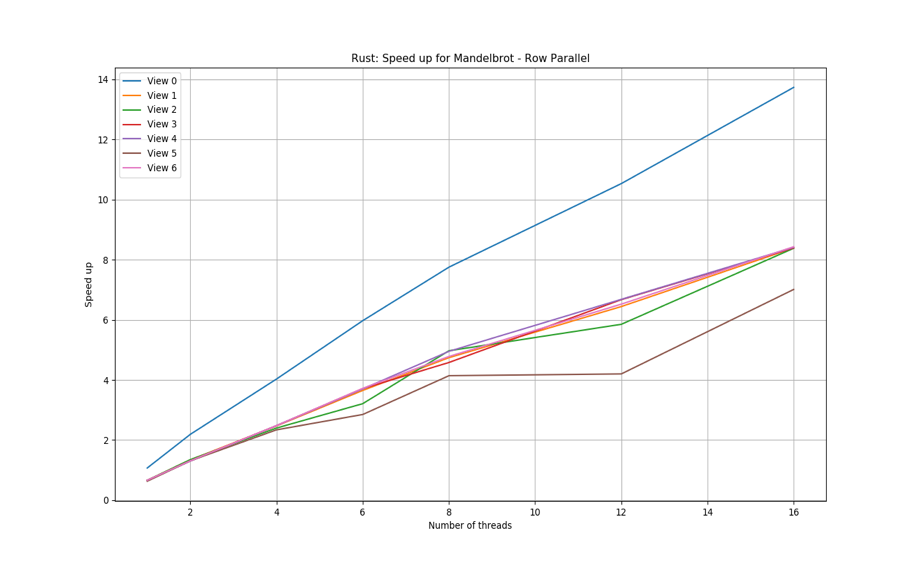 Rust: Speed up for Mandelbrot - Row Parallel
14
12
10
8
6
4
2
0
Speed up
View 0
View 1
View 2
View 3
View 4
View 5
View 6
2 4 6 8 10 12 14 16
Number of threads